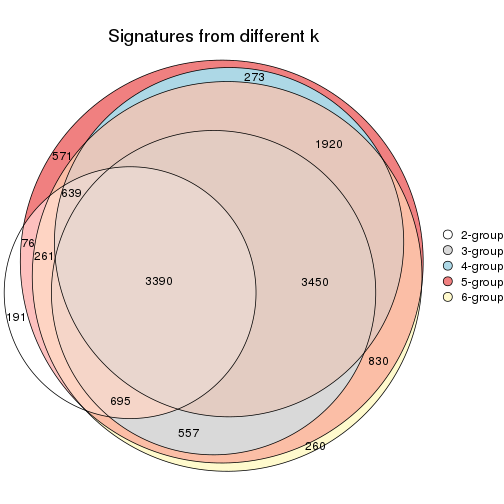 Signatures from different k
273
1920
571
639
76
261
3390
3450
191
830
695
557
260
2-group
3-group
4-group
5-group
6-group